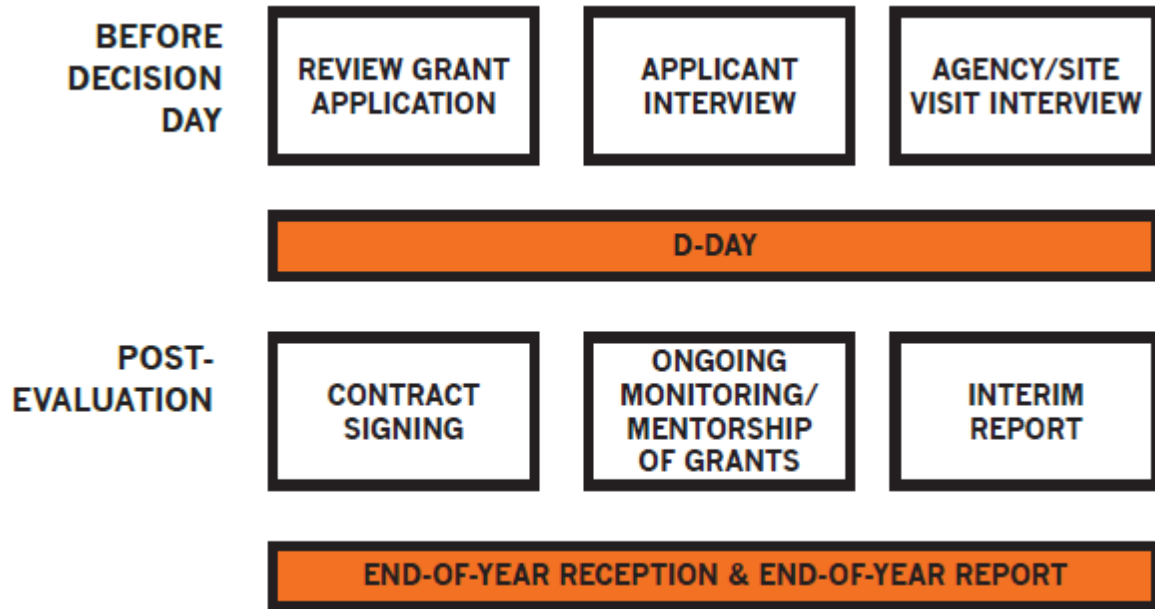 BEFORE
DECISION
DAY
REVIEW GRANT
APPLICATION
APPLICANT
INTERVIEW
AGENCY/SITE
VISIT INTERVIEW
D-DAY
POST-
EVALUATION
CONTRACT
SIGNING
ONGOING
MONITORING/
MENTORSHIP
OF GRANTS
INTERIM
REPORT
END-OF-YEAR RECEPTION & END-OF-YEAR REPORT